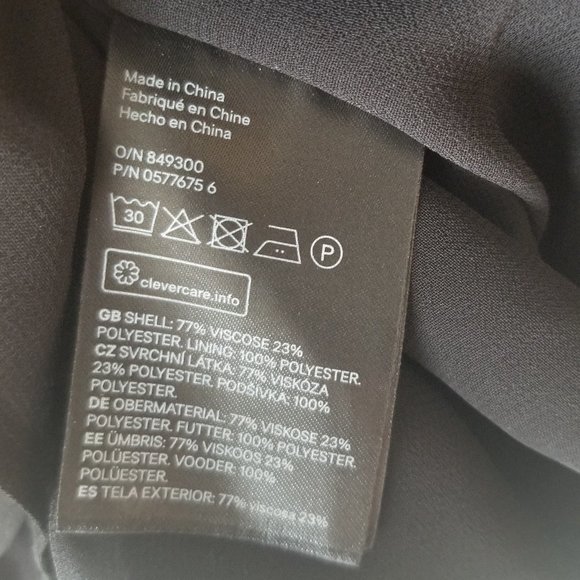 Made in China
Fabriqué en Chine
Hecho en China
O/N 849300
P/N 0577675 6
30
P
clevercare.info
GB SHELL: 77% VISCOSE 23%
POLYESTER. LINING: 100% POLYESTER.
CZ SVRCHNÍ LÁTKA: 77% VISKÓZA
23% POLYESTER. PODŠÍVKA: 100%
POLYESTER.
DE OBERMATERIAL: 77% VISKOSE 23%
POLYESTER. FUTTER: 100% POLYESTER.
EE ÜMBRIS: 77% VISKOOS 23%
POLÜESTER. VOODER: 100%
POLÜESTER.
ES TELA EXTERIOR: 77% viscosa 23%